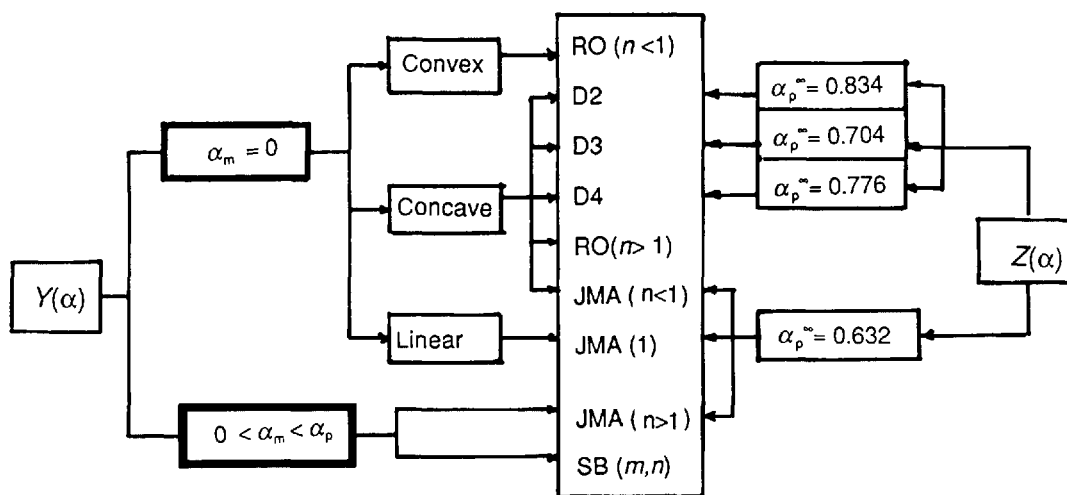 Y(α)
α_m = 0
0 < α_m < α_p
Convex
Concave
Linear
RO (n <1)
D2
D3
D4
RO(n> 1)
JMA ( n<1)
JMA (1)
JMA ( n>1)
SB (m,n)
α_p^∞ = 0.834
α_p^∞ = 0.704
α_p^∞ = 0.776
α_p^∞ = 0.632
Z(α)